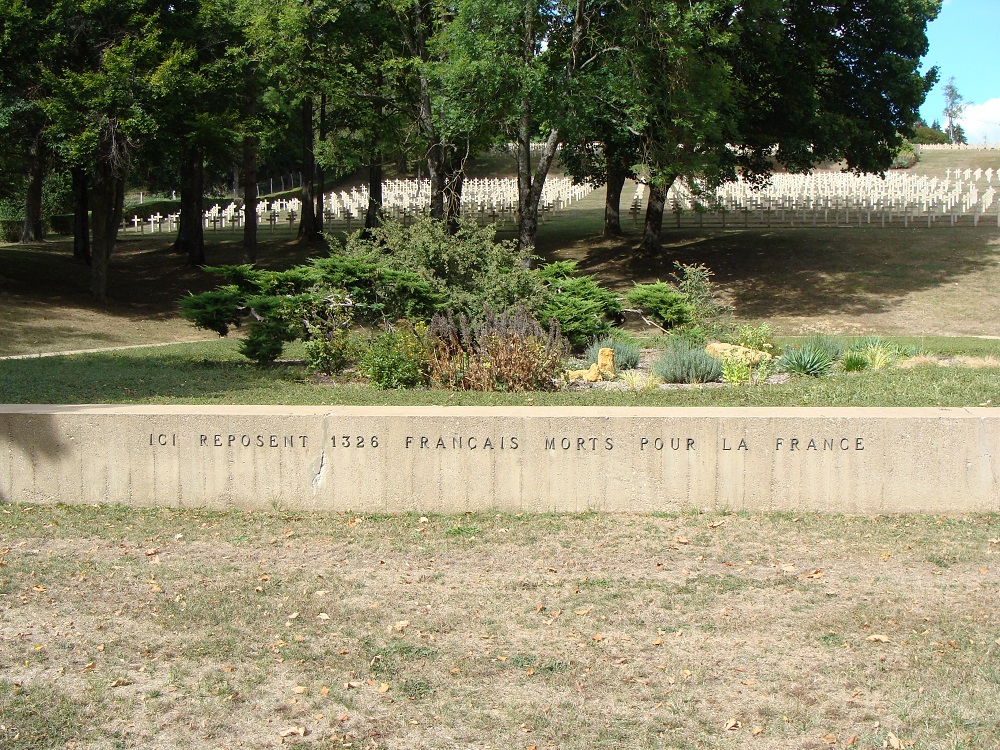 ICI REPOSENT 1326 FRANCAIS MORTS POUR LA FRANCE